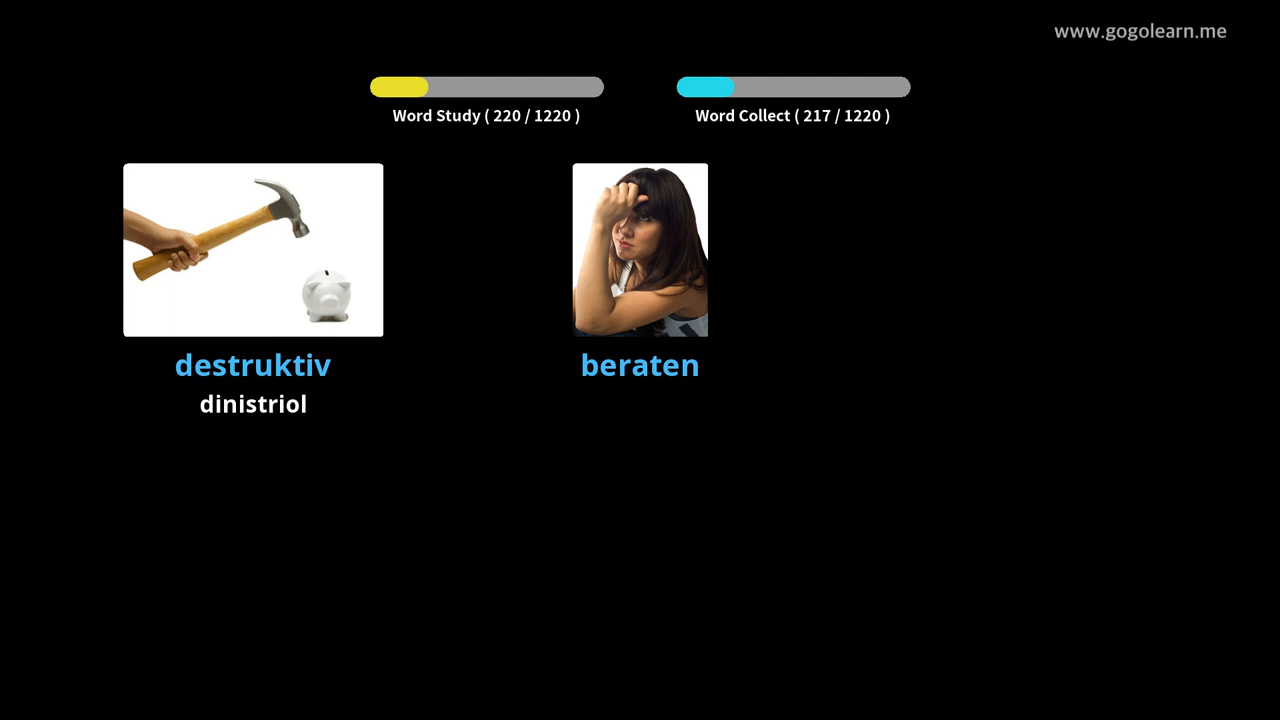 www.gogolearn.me
Word Study ( 220 / 1220 )
Word Collect ( 217 / 1220 )
destruktiv
dinistriol
beraten